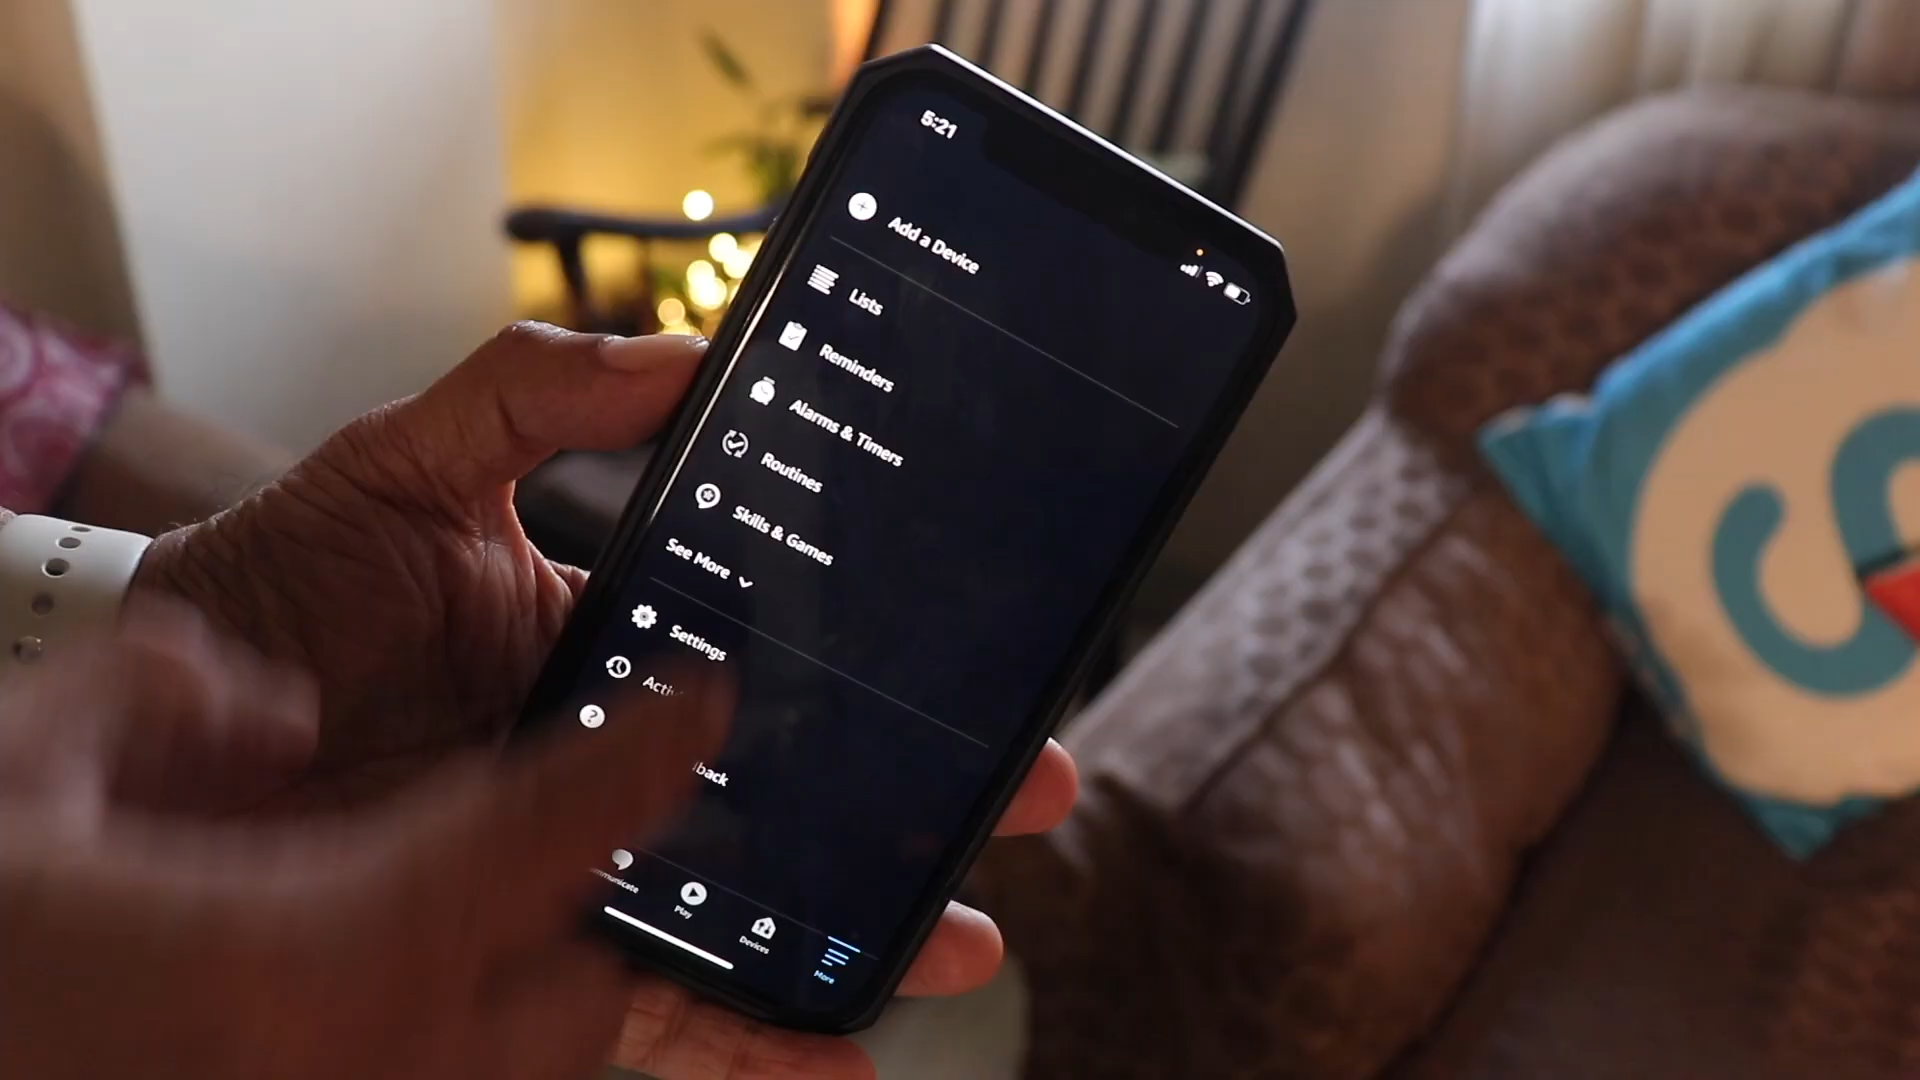 5:21
Add a Device
Lists
Reminders
Alarms & Timers
Routines
Skills & Games
See More
Settings
Play
Devices
More